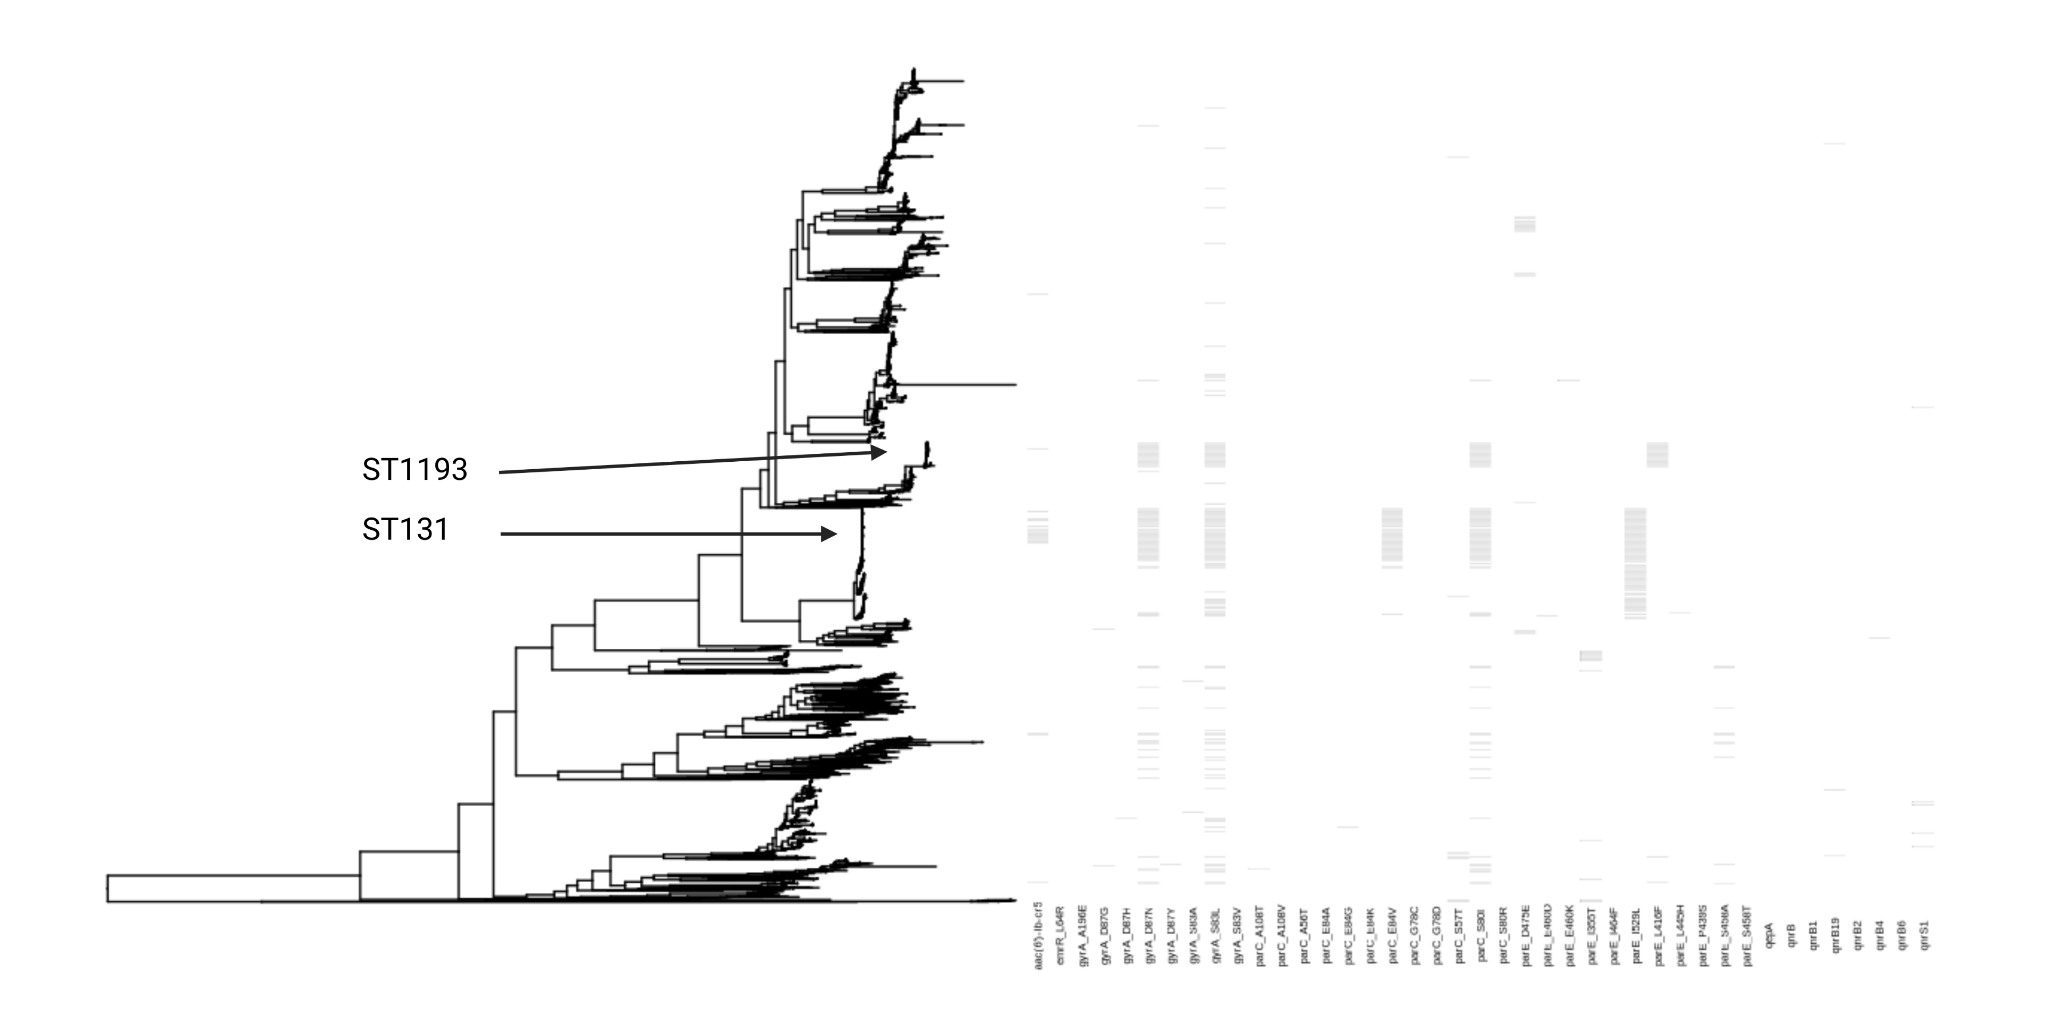 ST1193
ST131
aac(6')-Ib-cr5
emrR_L64R
gyrA_A196E
gyrA_D87G
gyrA_D87H
gyrA_D87N
gyrA_D87Y
gyrA_S83A
gyrA_S83L
gyrA_S83V
parC_A108T
parC_A108V
parC_A56T
parC_E84A
parC_E84G
parC_E84K
parC_E84V
parC_G78C
parC_G78D
parC_S57T
parC_S80I
parC_S80R
parE_D475E
parE_E460D
parE_E460K
parE_I355T
parE_I464F
parE_I529L
parE_L416F
parE_L445H
parE_P439S
parE_S458A
parE_S458T
qepA
qnrB
qnrB1
qnrB19
qnrB2
qnrB4
qnrB6
qnrS1